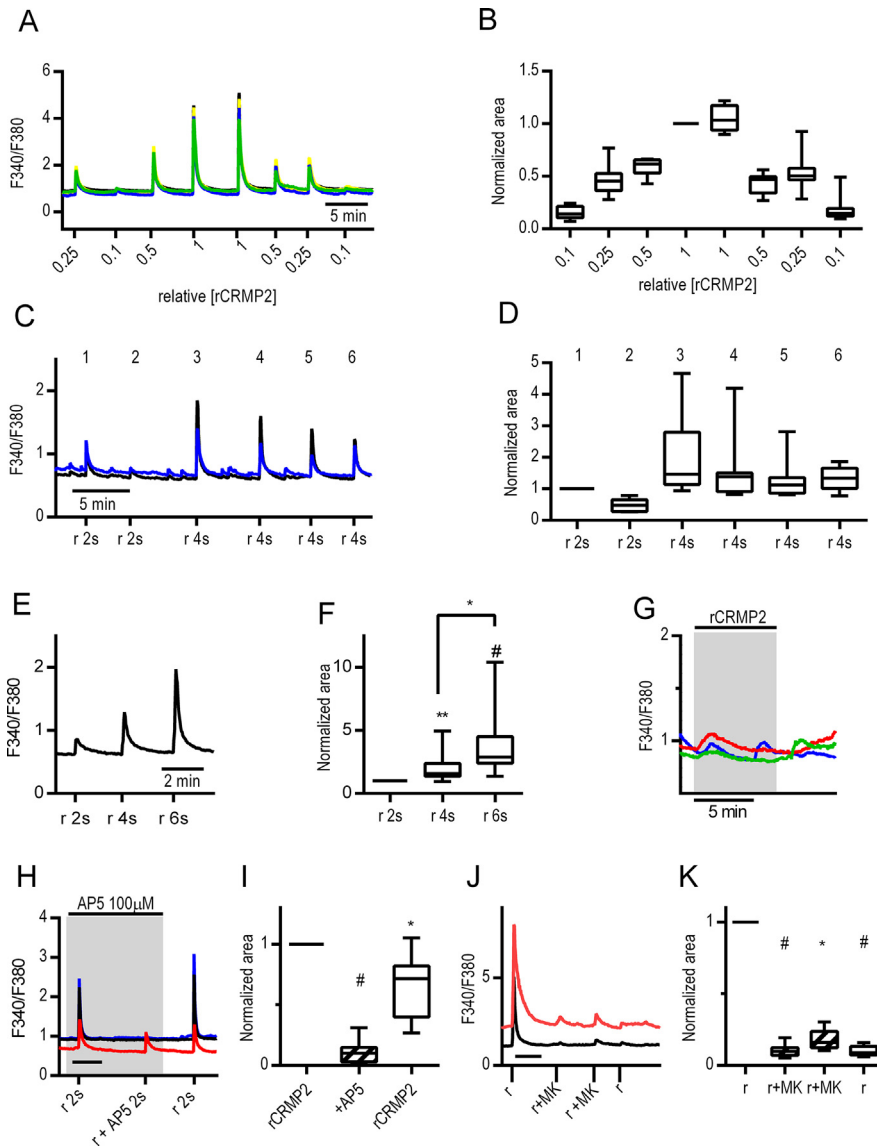 A
F340/F380
6
4
2
0
5 min
0.25
0.1
0.5
1
1
0.5
0.25
0.1
relative [rCRMP2]
B
Normalized area
1.5
1.0
0.5
0.0
0.1
0.25
0.5
1
1
0.5
0.25
0.1
relative [rCRMP2]
C
1 2 3 4 5 6
F340/F380
2
1
0
5 min
r 2s r 2s r 4s r 4s r 4s r 4s
D
1 2 3 4 5 6
Normalized area
5
4
3
2
1
0
r 2s r 2s r 4s r 4s r 4s r 4s
E
F340/F380
2
1
0
2 min
r 2s r 4s r 6s
F
Normalized area
10
5
0
*
**
#
r 2s r 4s r 6s
G
rCRMP2
F340/F380
2
1
5 min
H
AP5 100µM
F340/F380
4
3
2
1
0
r 2s
r + AP5 2s
r 2s
I
Normalized area
1
0
#
*
rCRMP2
+AP5
rCRMP2
J
F340/F380
5
0
r
r+MK
r+MK
r
K
Normalized area
1
0
# * #
r r+MK r+MK r